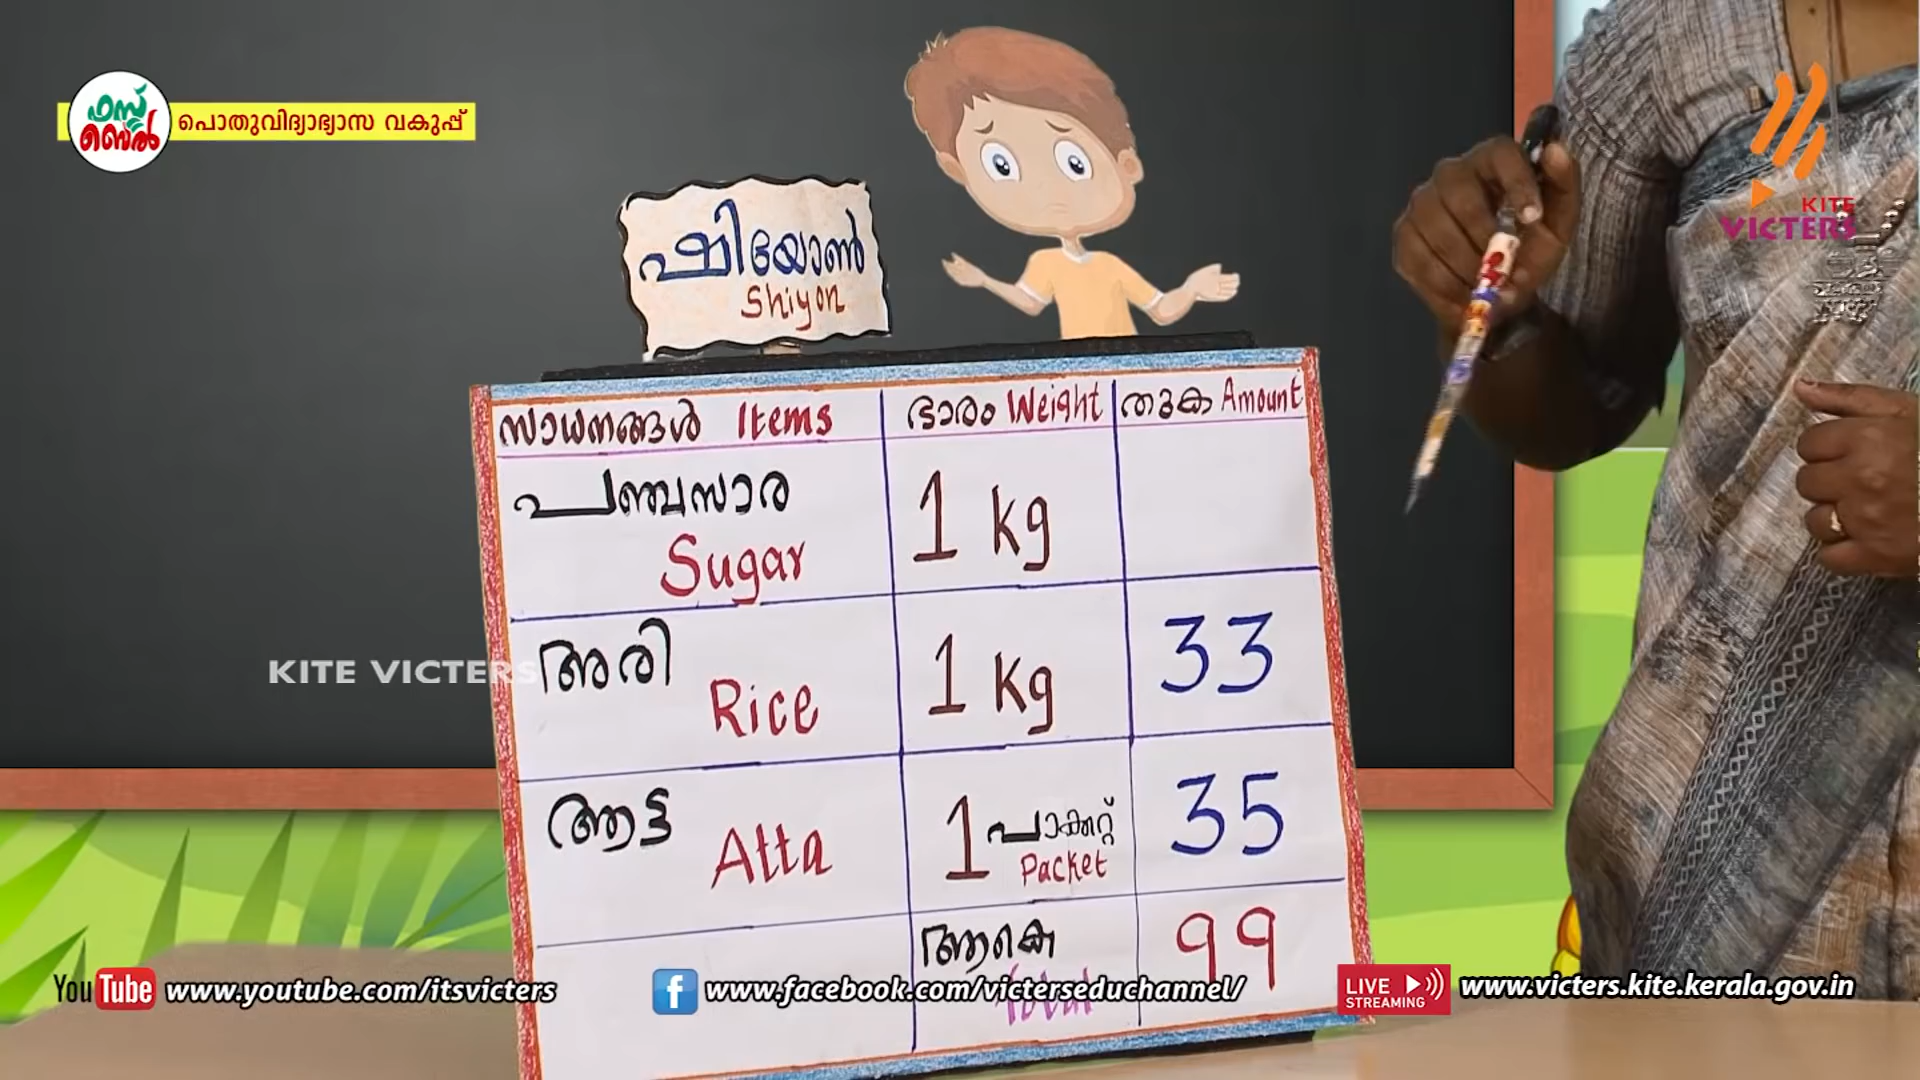 ഫസ്റ്റ്
ബെൽ
പൊതുവിദ്യാഭ്യാസ വകുപ്പ്
KITE
VICTERS
ഷിയോൺ
Shiyon
സാധനങ്ങൾ Items ഭാരം Weight തുക Amount
പഞ്ചസാര
Sugar
1 kg
അരി
Rice
1 kg
33
KITE VICTERS
ആട്ട
Atta
1 പാക്കറ്റ്
Packet
35
ആകെ
Total
99
YouTube www.youtube.com/itsvicters
f www.facebook.com/victerseduchannel/
LIVE
STREAMING
www.victers.kite.kerala.gov.in